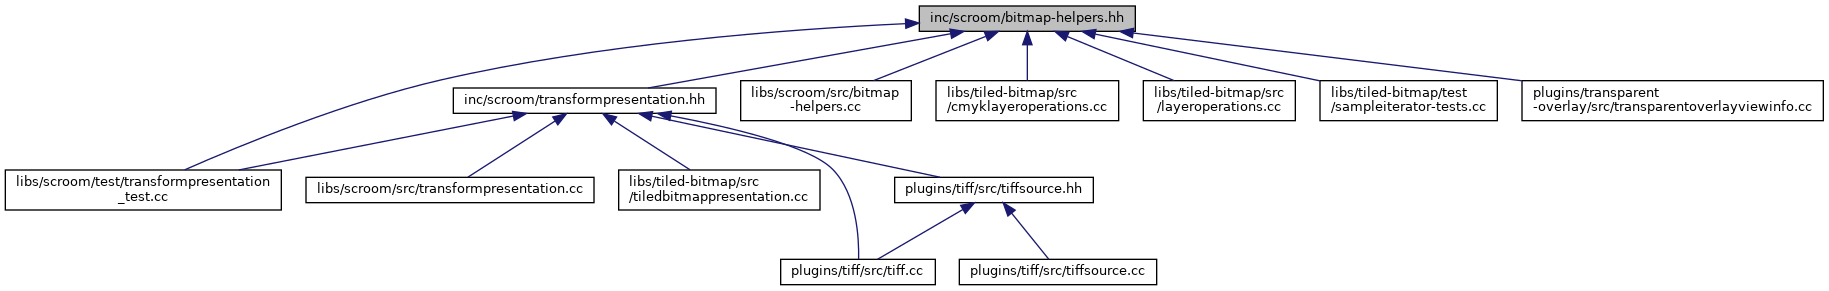 inc/scroom/bitmap-helpers.hh
inc/scroom/transformpresentation.hh
libs/scroom/src/bitmap
-helpers.cc
libs/tiled-bitmap/src
/cmyklayeroperations.cc
libs/tiled-bitmap/src
/layeroperations.cc
libs/tiled-bitmap/test
/sampleiterator-tests.cc
plugins/transparent
-overlay/src/transparentoverlayviewinfo.cc
libs/scroom/test/transformpresentation
_test.cc
libs/scroom/src/transformpresentation.cc
libs/tiled-bitmap/src
/tiledbitmappresentation.cc
plugins/tiff/src/tiffsource.hh
plugins/tiff/src/tiff.cc
plugins/tiff/src/tiffsource.cc